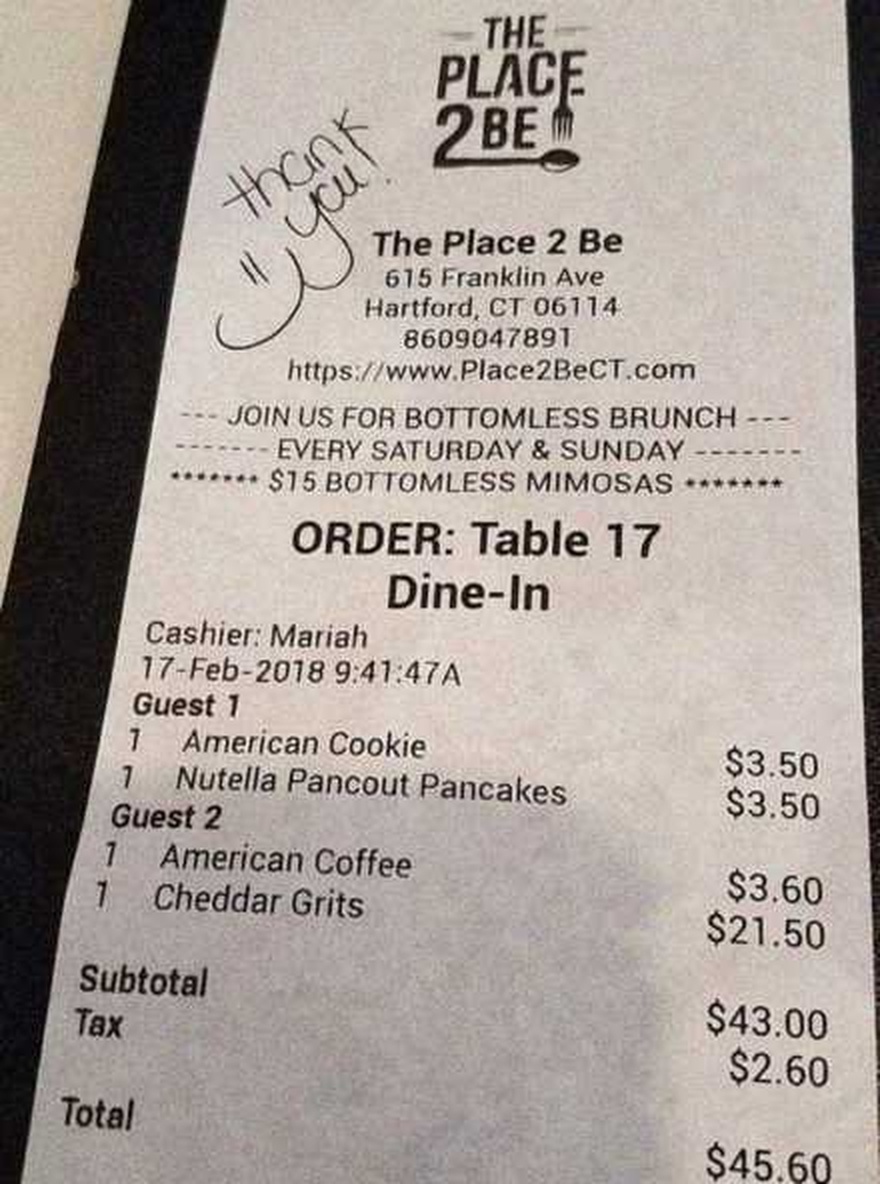 THE
PLACE
2 BE
thank
you!
The Place 2 Be
615 Franklin Ave
Hartford, CT 06114
8609047891
https://www.Place2BeCT.com
--- JOIN US FOR BOTTOMLESS BRUNCH ---
------- EVERY SATURDAY & SUNDAY -------
******* $15 BOTTOMLESS MIMOSAS *******
ORDER: Table 17
Dine-In
Cashier: Mariah
17-Feb-2018 9:41:47A
Guest 1
1 American Cookie $3.50
1 Nutella Pancout Pancakes $3.50
Guest 2
1 American Coffee $3.60
1 Cheddar Grits $21.50
Subtotal $43.00
Tax $2.60
Total $45.60